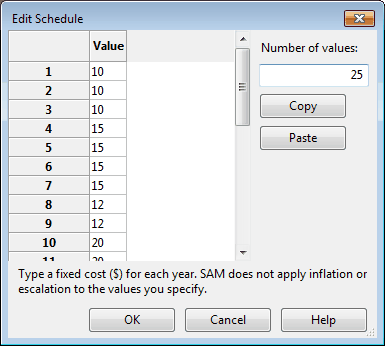 Edit Schedule
Value
Number of values:
25
1 10
2 10
3 10
4 15
5 15
6 15
7 15
8 12
9 12
10 20
Copy
Paste
Type a fixed cost ($) for each year. SAM does not apply inflation or
escalation to the values you specify.
OK
Cancel
Help